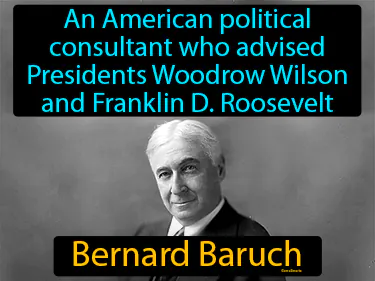 An American political
consultant who advised
Presidents Woodrow Wilson
and Franklin D. Roosevelt
Bernard Baruch